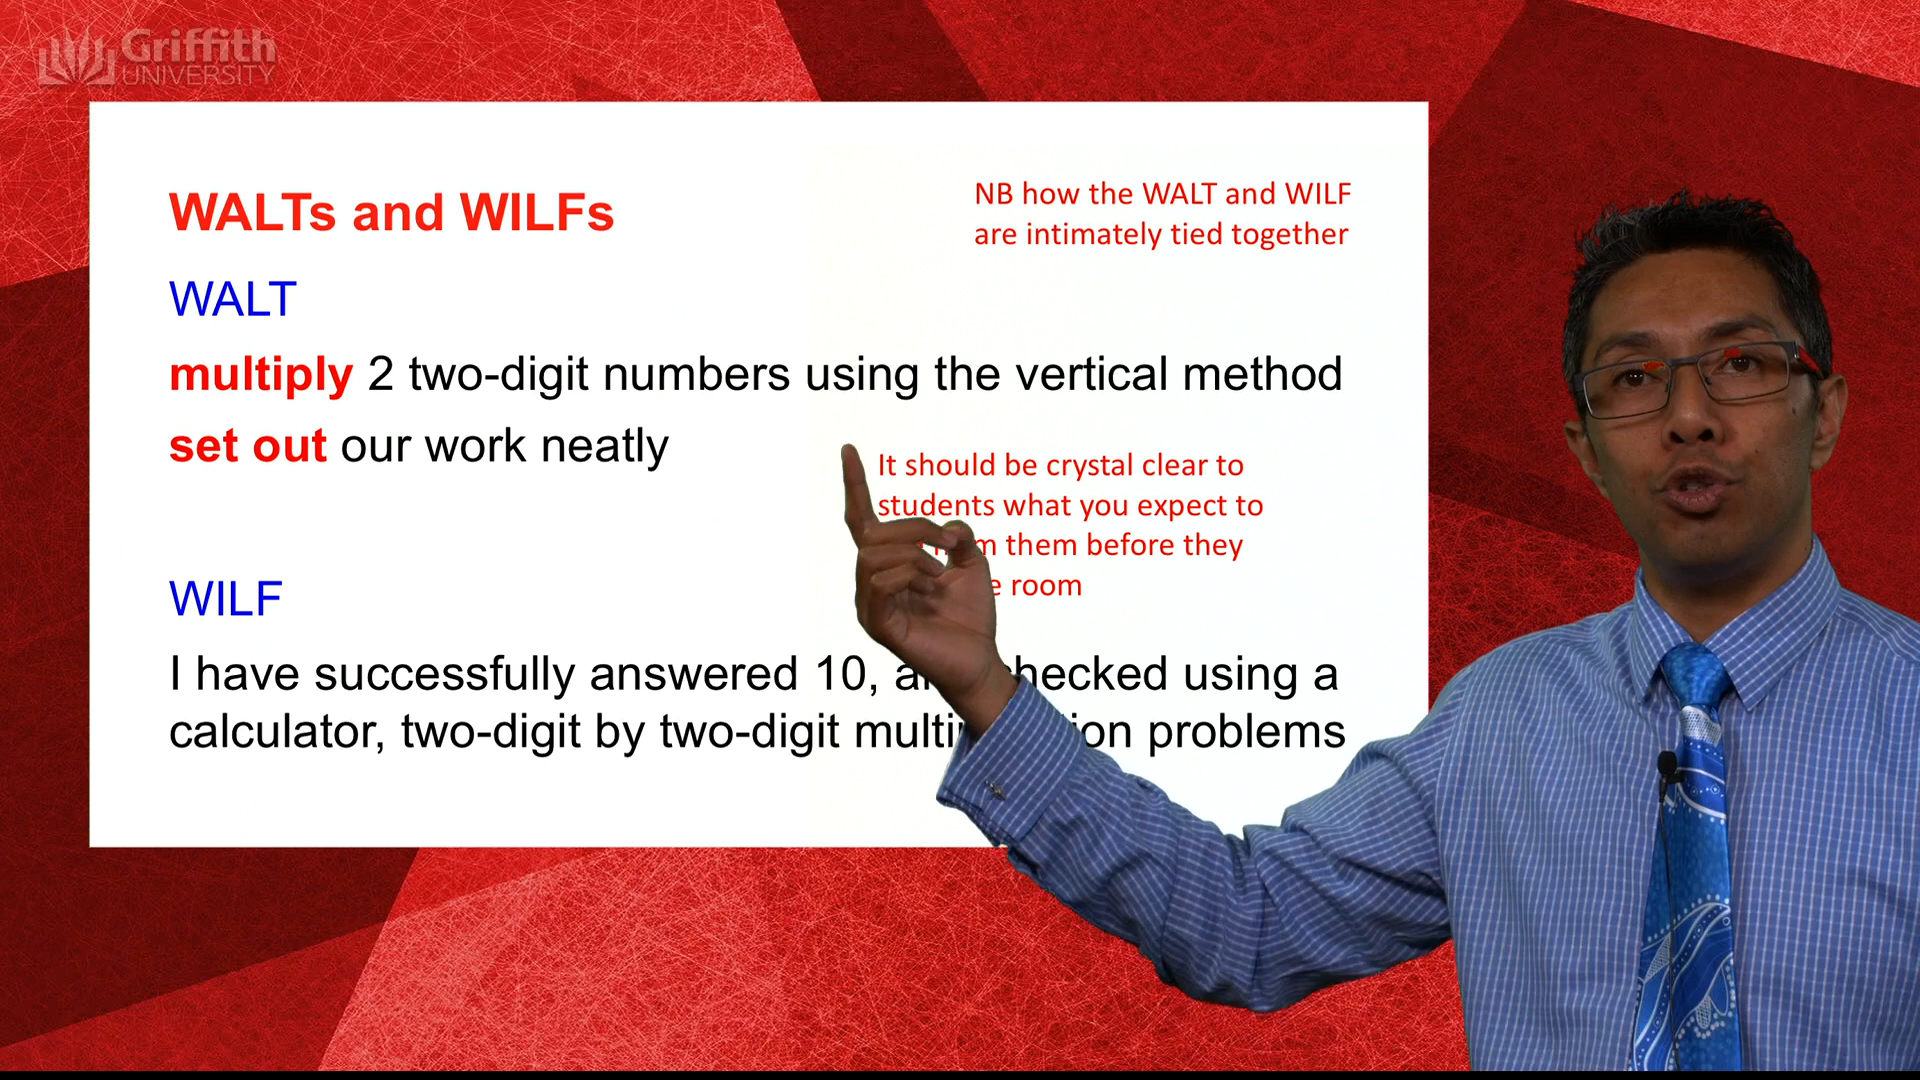 Griffith
UNIVERSITY
WALTs and WILFs
NB how the WALT and WILF
are intimately tied together
WALT
multiply 2 two-digit numbers using the vertical method
set out our work neatly
It should be crystal clear to
students what you expect to
them before they
room
WILF
I have successfully answered 10, checked using a
calculator, two-digit by two-digit problems